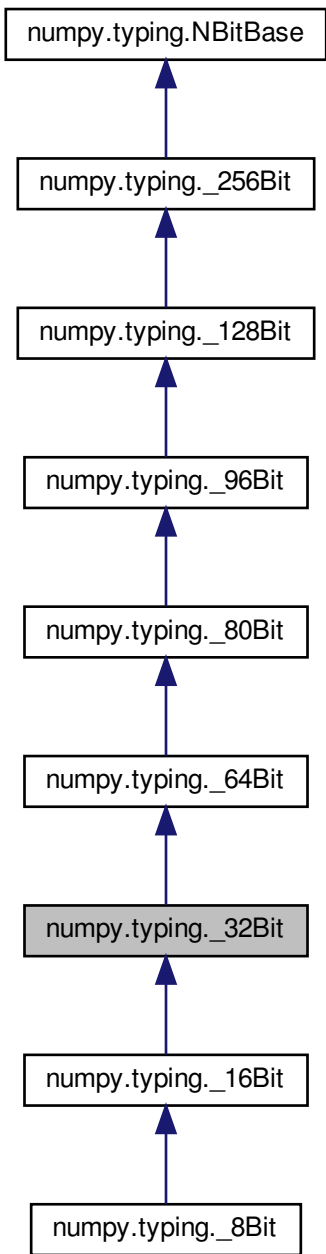 numpy.typing.NBitBase
numpy.typing._256Bit
numpy.typing._128Bit
numpy.typing._96Bit
numpy.typing._80Bit
numpy.typing._64Bit
numpy.typing._32Bit
numpy.typing._16Bit
numpy.typing._8Bit